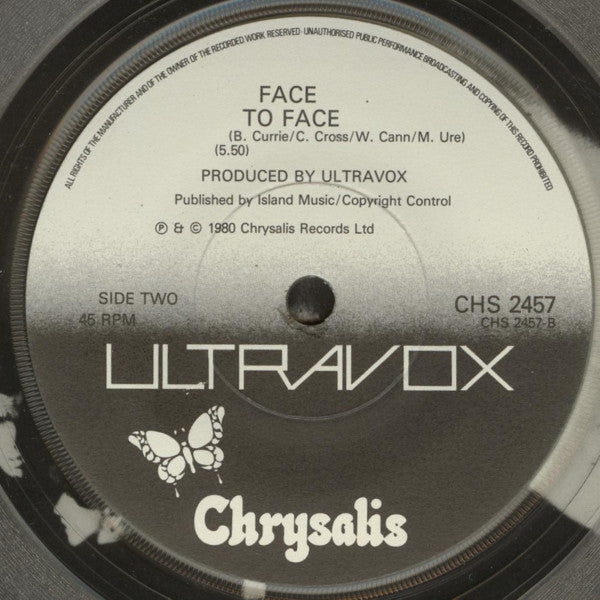 ALL RIGHTS OF THE MANUFACTURER AND OF THE OWNER OF THE RECORDED WORK RESERVED · UNAUTHORISED PUBLIC PERFORMANCE BROADCASTING AND COPYING OF THIS RECORD PROHIBITED
FACE
TO FACE
(B. Currie/C. Cross/W. Cann/M. Ure)
(5.50)
PRODUCED BY ULTRAVOX
Published by Island Music/Copyright Control
Ⓟ & © 1980 Chrysalis Records Ltd
SIDE TWO
45 RPM
CHS 2457
CHS 2457-B
ULTRAVOX
Chrysalis